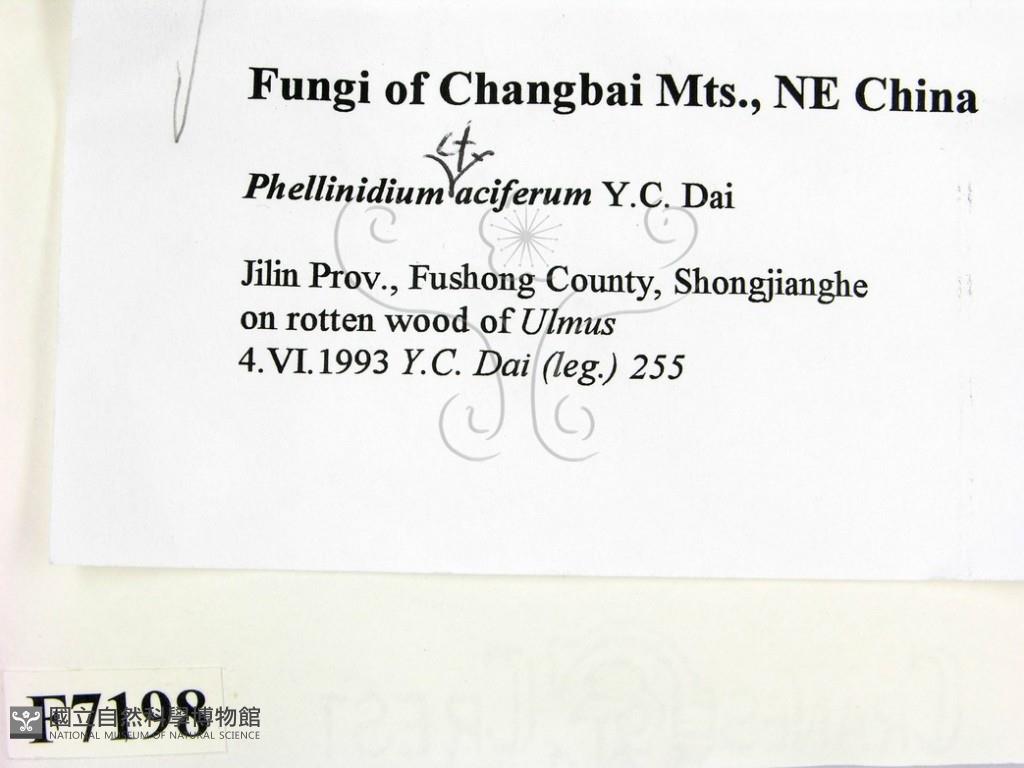 Fungi of Changbai Mts., NE China
cf.
Phellinidium aciferum Y.C. Dai
Jilin Prov., Fushong County, Shongjianghe
on rotten wood of Ulmus
4.VI.1993 Y.C. Dai (leg.) 255
F7198
國立自然科學博物館
NATIONAL MUSEUM OF NATURAL SCIENCE